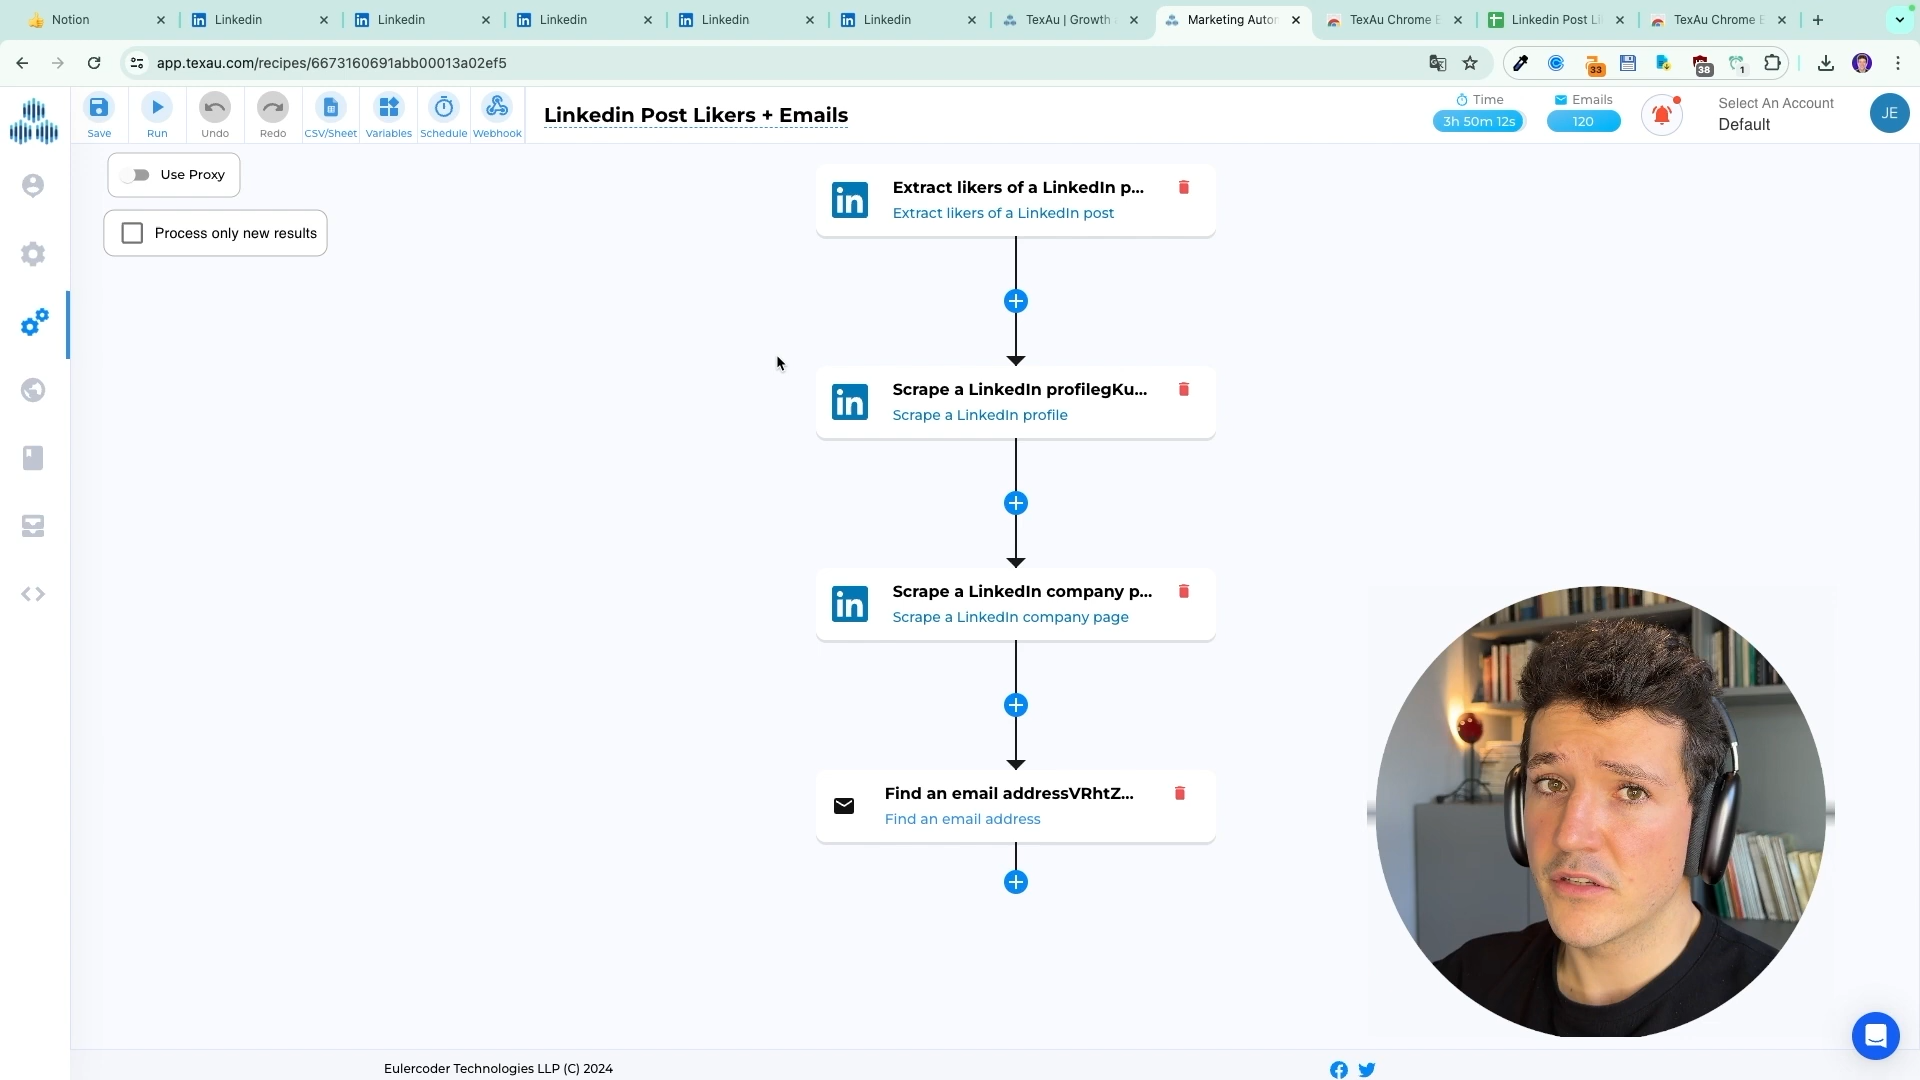 Notion
Linkedin
Linkedin
Linkedin
Linkedin
Linkedin
TexAu | Growth
Marketing Autor
TexAu Chrome E
Linkedin Post Li
TexAu Chrome E
app.texau.com/recipes/6673160691abb00013a02ef5
33
38
1
Save
Run
Undo
Redo
CSV/Sheet
Variables
Schedule
Webhook
Linkedin Post Likers + Emails
Time
3h 50m 12s
Emails
120
Select An Account
Default
JE
Use Proxy
Process only new results
Extract likers of a LinkedIn p...
Extract likers of a LinkedIn post
Scrape a LinkedIn profilegKu...
Scrape a LinkedIn profile
Scrape a LinkedIn company p...
Scrape a LinkedIn company page
Find an email addressVRhtZ...
Find an email address
Eulercoder Technologies LLP (C) 2024